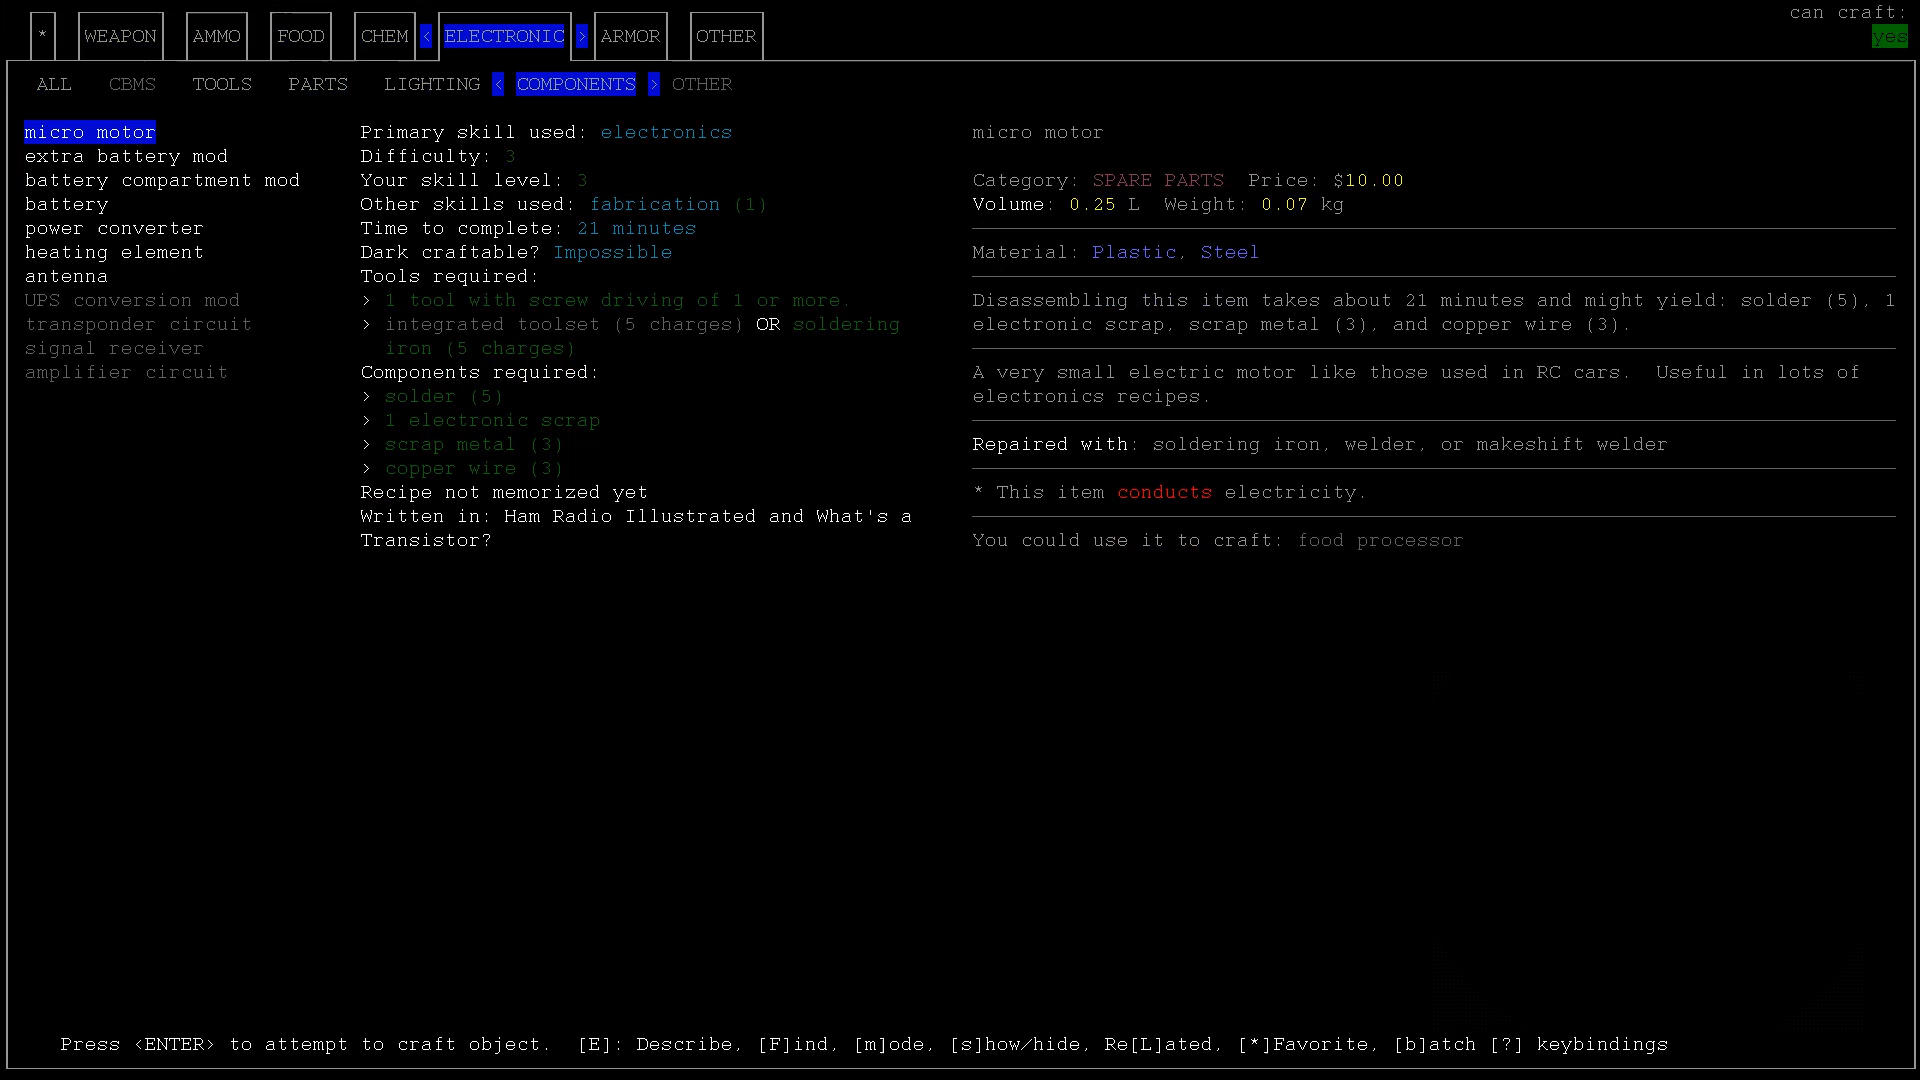 can craft:
* WEAPON AMMO FOOD CHEM < ELECTRONIC > ARMOR OTHER
yes
ALL CBMS TOOLS PARTS LIGHTING < COMPONENTS > OTHER
micro motor
extra battery mod
battery compartment mod
battery
power converter
heating element
antenna
UPS conversion mod
transponder circuit
signal receiver
amplifier circuit
Primary skill used: electronics
Difficulty: 3
Your skill level: 3
Other skills used: fabrication (1)
Time to complete: 21 minutes
Dark craftable? Impossible
Tools required:
> 1 tool with screw driving of 1 or more.
> integrated toolset (5 charges) OR soldering
iron (5 charges)
Components required:
> solder (5)
> 1 electronic scrap
> scrap metal (3)
> copper wire (3)
Recipe not memorized yet
Written in: Ham Radio Illustrated and What's a
Transistor?
micro motor
Category: SPARE PARTS Price: $10.00
Volume: 0.25 L Weight: 0.07 kg
Material: Plastic, Steel
Disassembling this item takes about 21 minutes and might yield: solder (5), 1
electronic scrap, scrap metal (3), and copper wire (3).
A very small electric motor like those used in RC cars. Useful in lots of
electronics recipes.
Repaired with: soldering iron, welder, or makeshift welder
* This item conducts electricity.
You could use it to craft: food processor
Press <ENTER> to attempt to craft object. [E]: Describe, [F]ind, [m]ode, [s]how/hide, Re[L]ated, [*]Favorite, [b]atch [?] keybindings